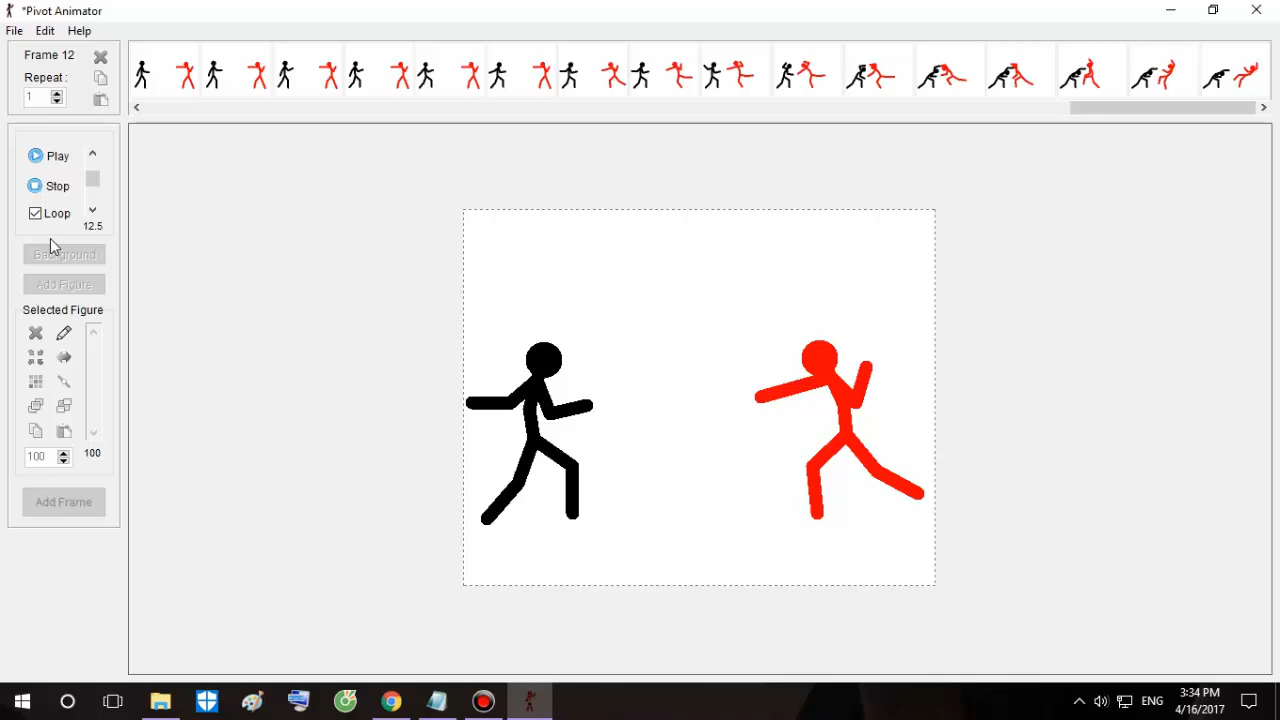 *Pivot Animator
File Edit Help
Frame 12
Repeat :
1
Play
Stop
Loop
12.5
Background
Add Figure
Selected Figure
100 100
Add Frame
ENG
3:34 PM
4/16/2017